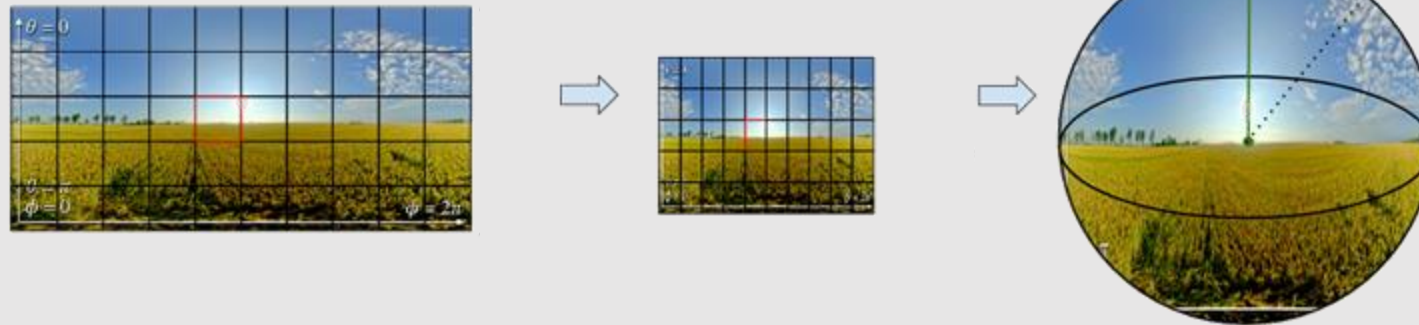 θ = 0
θ = π
ϕ = 0
ϕ = 2π